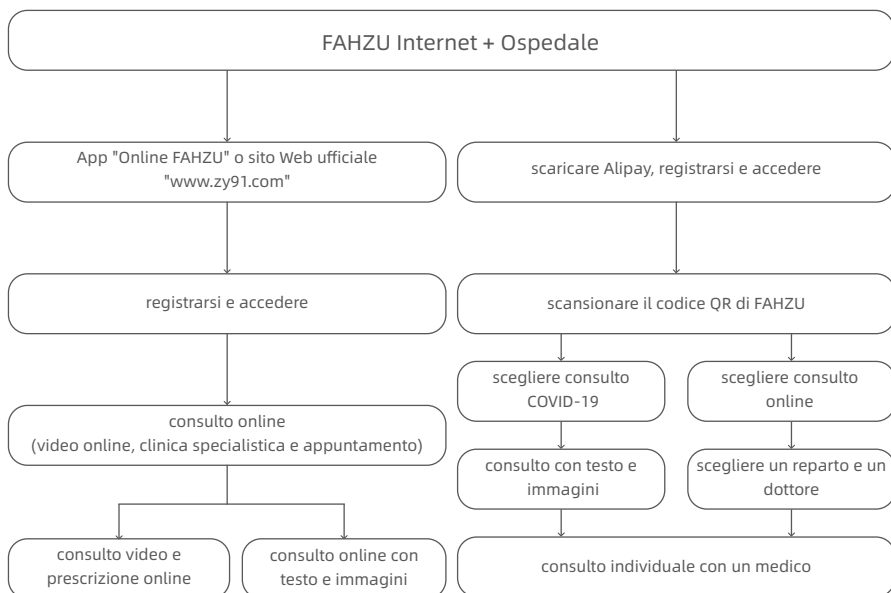 FAHZU Internet + Ospedale
App "Online FAHZU" o sito Web ufficiale
"www.zy91.com"
scaricare Alipay, registrarsi e accedere
registrarsi e accedere
scansionare il codice QR di FAHZU
scegliere consulto
COVID-19
scegliere consulto
online
consulto online
(video online, clinica specialistica e appuntamento)
consulto con testo e
immagini
scegliere un reparto e un
dottore
consulto video e
prescrizione online
consulto online con
testo e immagini
consulto individuale con un medico